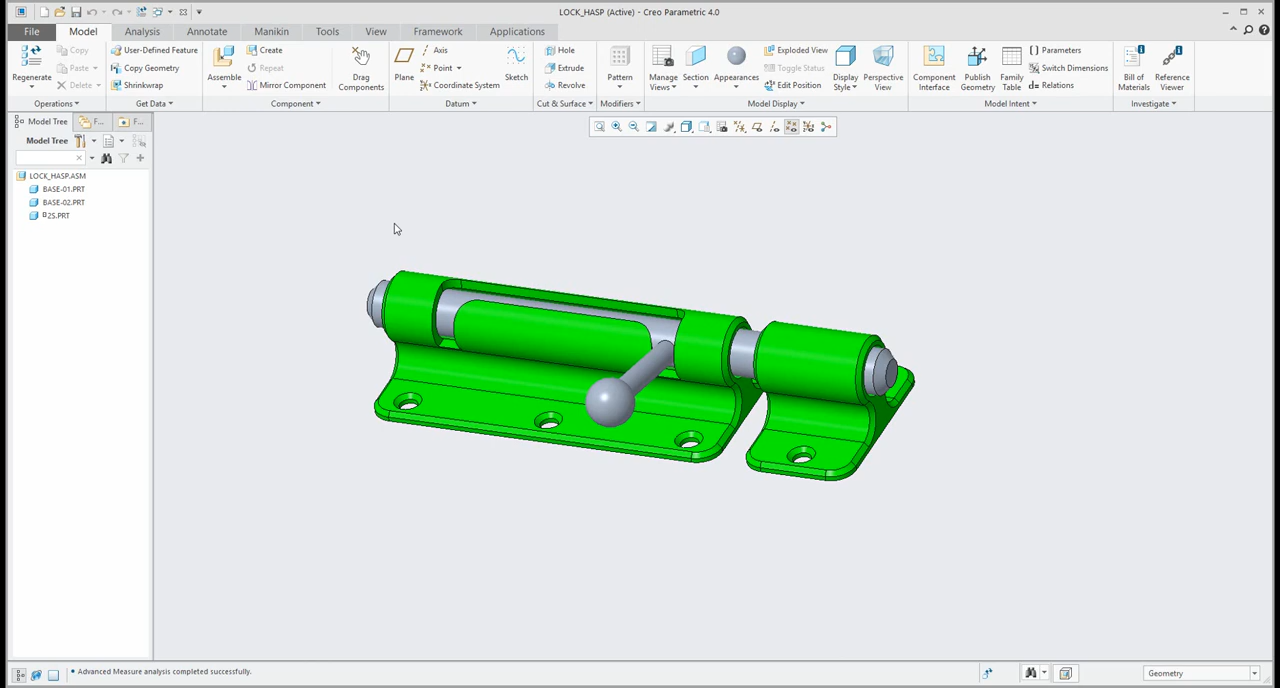 LOCK_HASP (Active) - Creo Parametric 4.0
File Model Analysis Annotate Manikin Tools View Framework Applications
Regenerate
Copy
Paste
Delete
Operations
User-Defined Feature
Copy Geometry
Shrinkwrap
Get Data
Assemble
Create
Repeat
Mirror Component
Drag Components
Component
Plane
Axis
Point
Coordinate System
Sketch
Datum
Hole
Extrude
Revolve
Cut & Surface
Pattern
Modifiers
Manage Views
Section
Appearances
Exploded View
Toggle Status
Edit Position
Display Style
Perspective View
Model Display
Component Interface
Publish Geometry
Family Table
Parameters
Switch Dimensions
Relations
Model Intent
Bill of Materials
Reference Viewer
Investigate
Model Tree F... F...
Model Tree
LOCK_HASP.ASM
BASE-01.PRT
BASE-02.PRT
2S.PRT
Advanced Measure analysis completed successfully.
Geometry